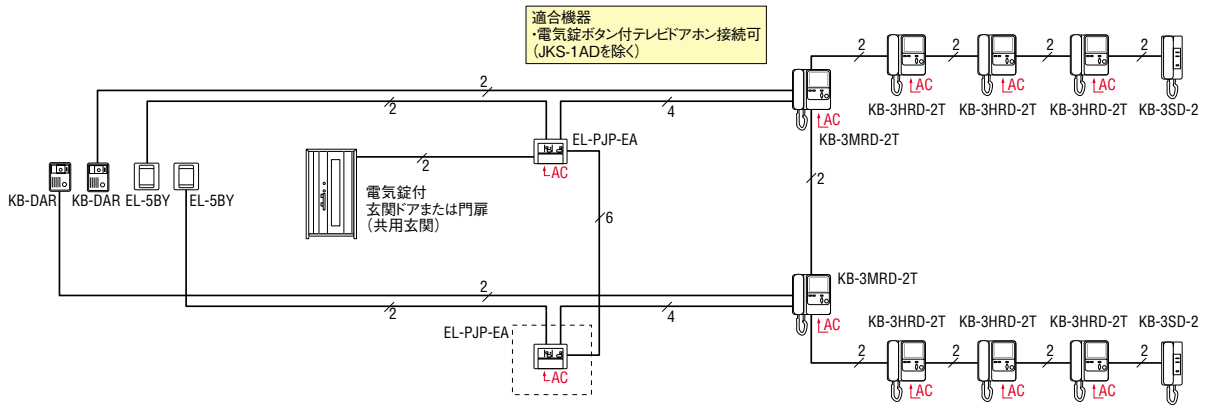 適合機器
・電気錠ボタン付テレビドアホン接続可
（JKS-1ADを除く）
2
2
2
2
AC
AC
AC
KB-3HRD-2T
KB-3HRD-2T
KB-3HRD-2T
KB-3SD-2
2
2
4
AC
KB-3MRD-2T
EL-PJP-EA
AC
2
KB-DAR
KB-DAR
EL-5BY
EL-5BY
電気錠付
玄関ドアまたは門扉
（共用玄関）
6
2
KB-3MRD-2T
AC
2
2
4
EL-PJP-EA
AC
KB-3HRD-2T
KB-3HRD-2T
KB-3HRD-2T
KB-3SD-2
2
2
2
2
AC
AC
AC